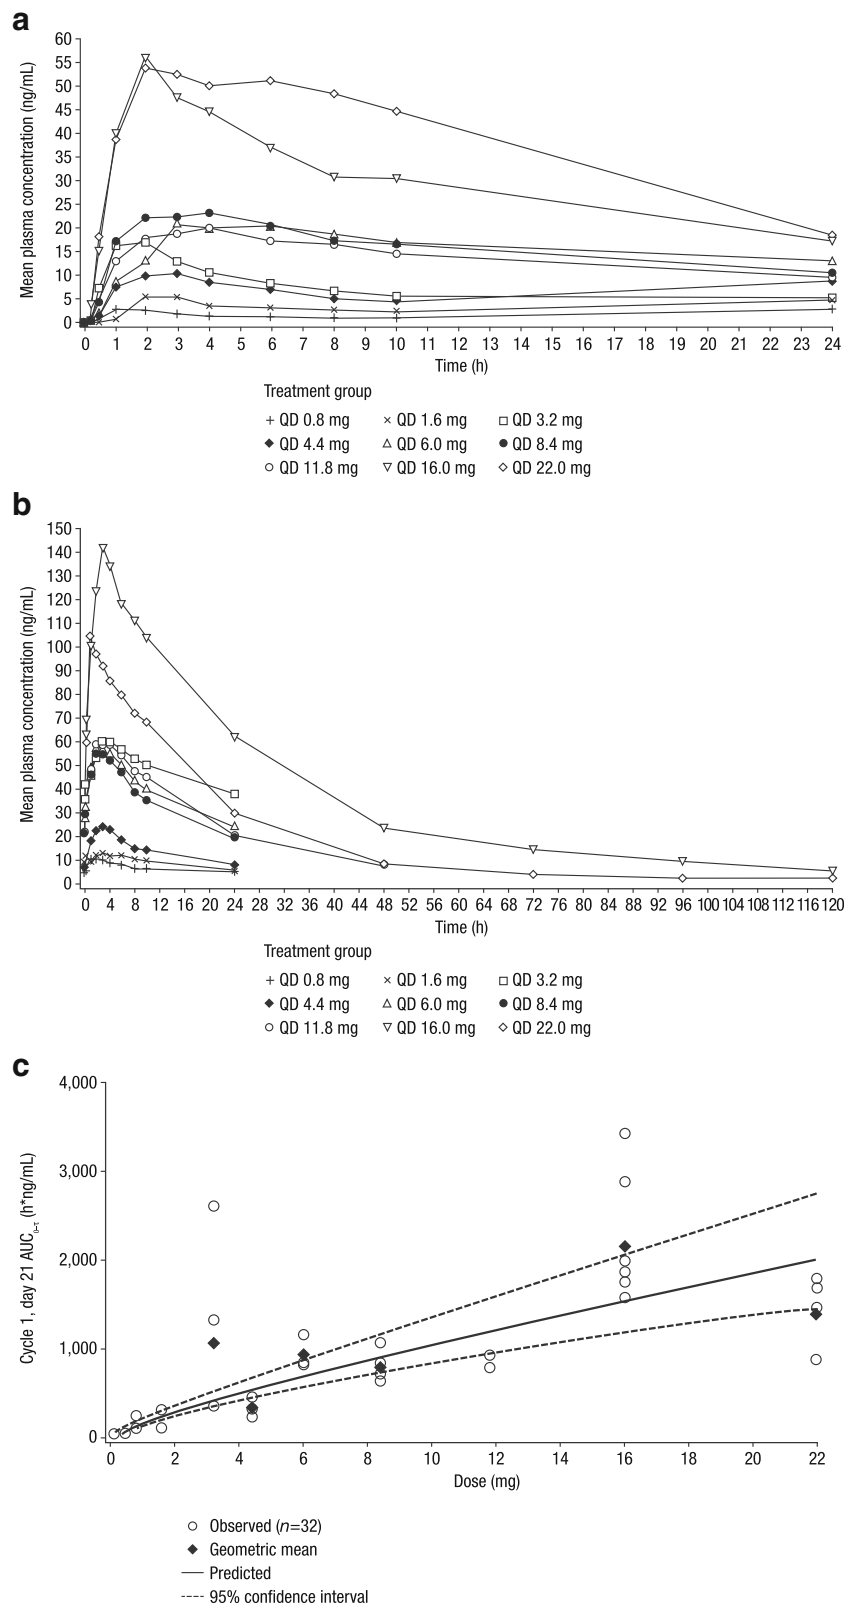 a
Mean plasma concentration (ng/mL)
60
55
50
45
40
35
30
25
20
15
10
5
0
0 1 2 3 4 5 6 7 8 9 10 11 12 13 14 15 16 17 18 19 20 21 22 23 24
Time (h)
Treatment group
QD 0.8 mg QD 1.6 mg QD 3.2 mg
QD 4.4 mg QD 6.0 mg QD 8.4 mg
QD 11.8 mg QD 16.0 mg QD 22.0 mg
b
Mean plasma concentration (ng/mL)
150
140
130
120
110
100
90
80
70
60
50
40
30
20
10
0
0 4 8 12 16 20 24 28 32 36 40 44 48 52 56 60 64 68 72 76 80 84 88 92 96 100 104 108 112 116 120
Time (h)
Treatment group
QD 0.8 mg QD 1.6 mg QD 3.2 mg
QD 4.4 mg QD 6.0 mg QD 8.4 mg
QD 11.8 mg QD 16.0 mg QD 22.0 mg
c
Cycle 1, day 21 AUC0–τ (h*ng/mL)
4,000
3,000
2,000
1,000
0
0 2 4 6 8 10 12 14 16 18 20 22
Dose (mg)
Observed (n=32)
Geometric mean
Predicted
95% confidence interval